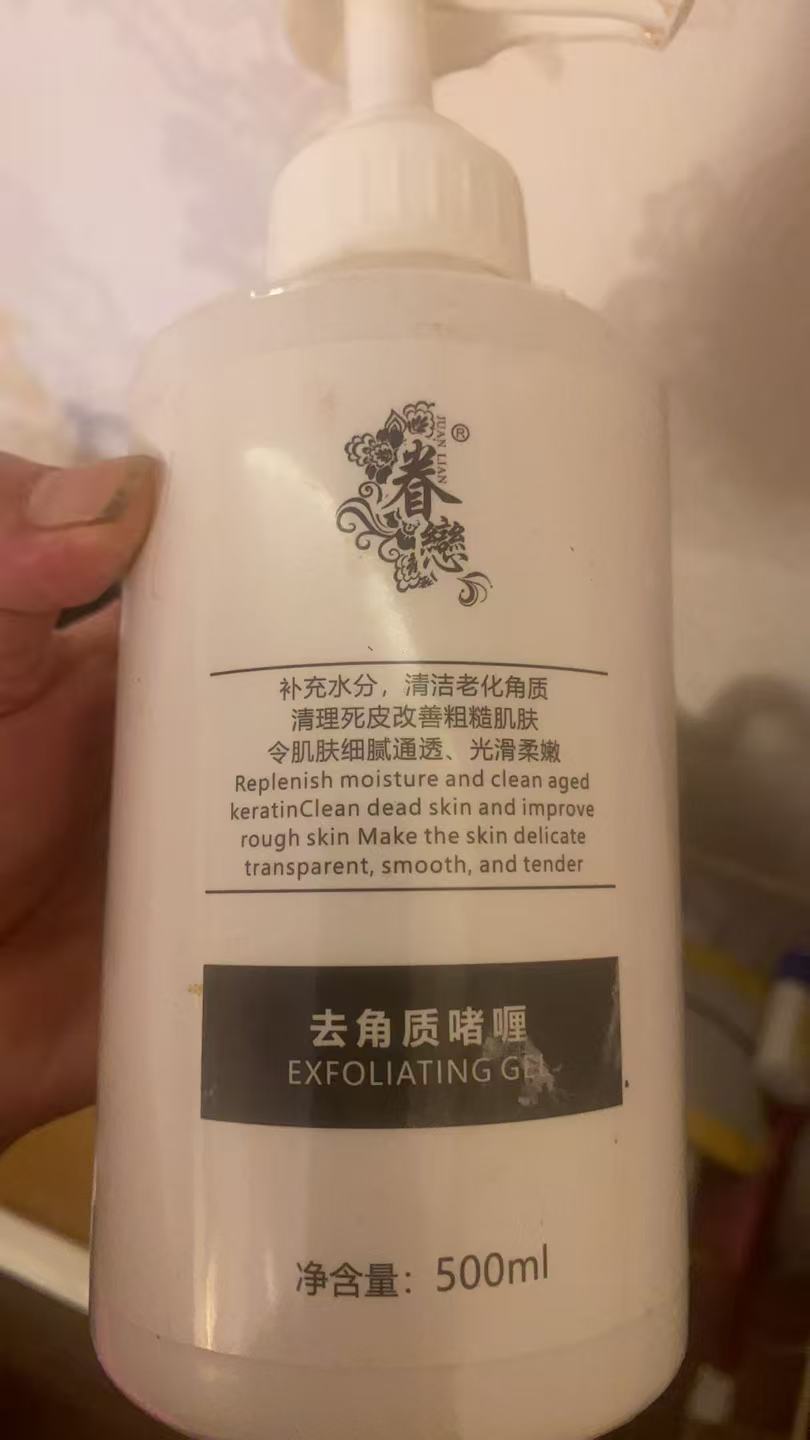 JUAN LIAN
®
眷戀
补充水分，清洁老化角质
清理死皮改善粗糙肌肤
令肌肤细腻通透、光滑柔嫩
Replenish moisture and clean aged
keratinClean dead skin and improve
rough skin Make the skin delicate
transparent, smooth, and tender
去角质啫喱
EXFOLIATING GEL
净含量：500ml